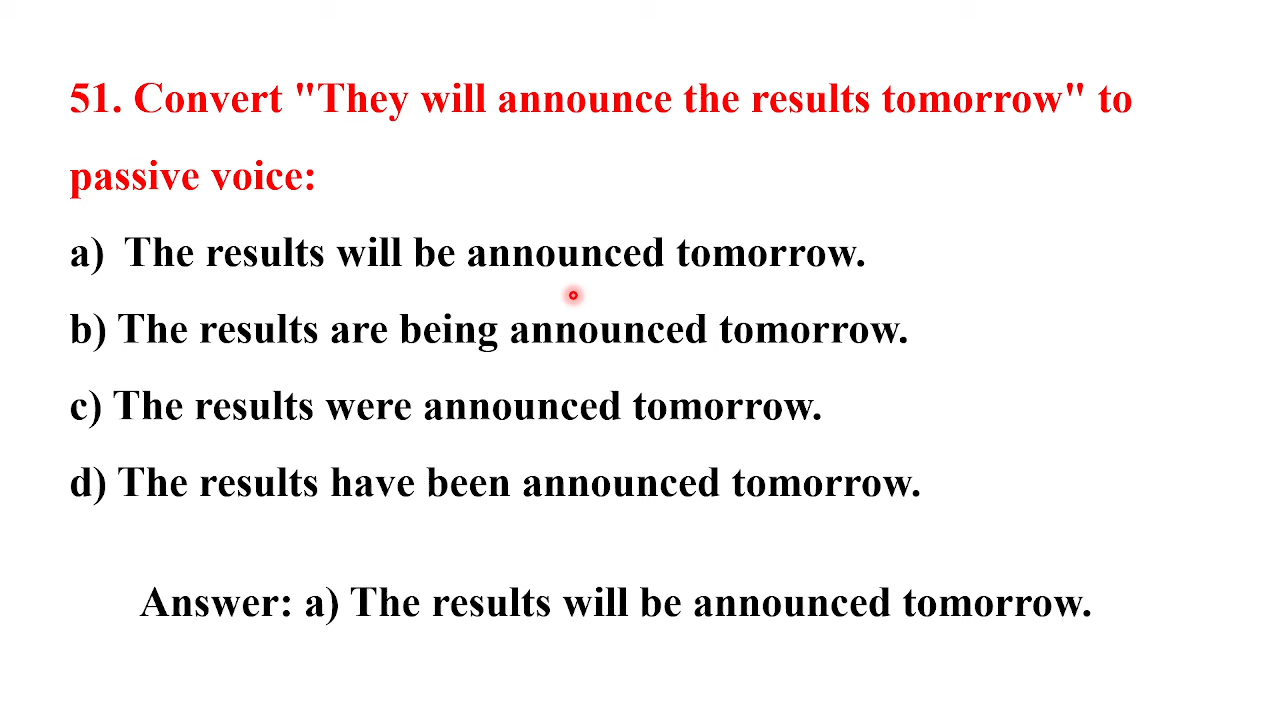 51. Convert "They will announce the results tomorrow" to
passive voice:
a) The results will be announced tomorrow.
b) The results are being announced tomorrow.
c) The results were announced tomorrow.
d) The results have been announced tomorrow.
Answer: a) The results will be announced tomorrow.